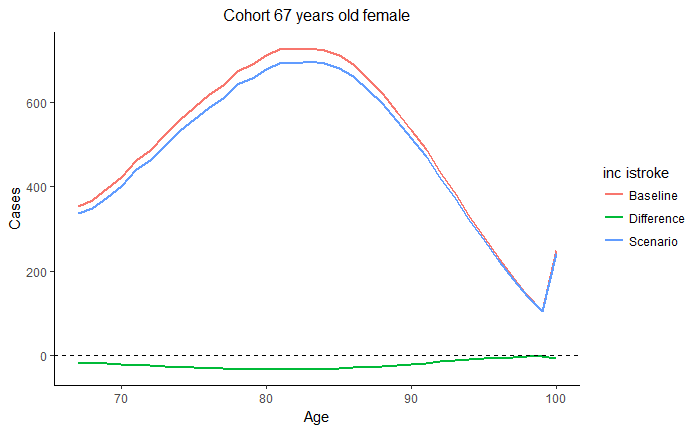 Cohort 67 years old female
Cases
600
400
200
0
70
80
90
100
Age
inc istroke
Baseline
Difference
Scenario